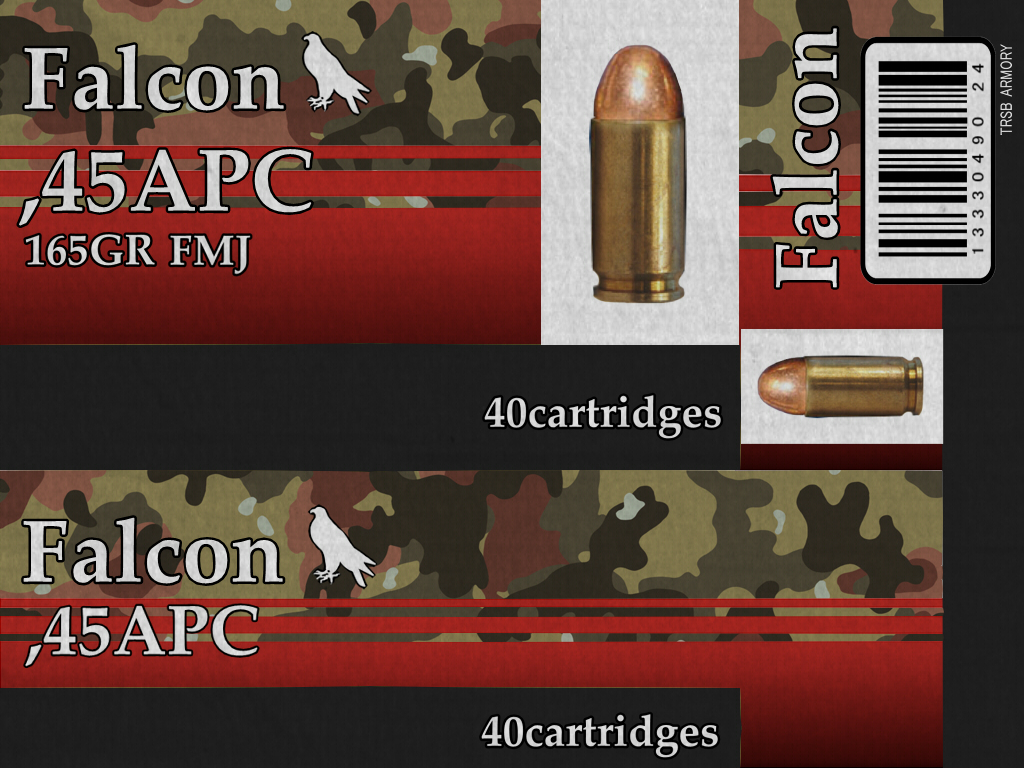 Falcon
,45APC
165GR FMJ
40cartridges
Falcon
1 3 3 3 0 4 9 0 2 4
TRSB ARMORY
Falcon
,45APC
40cartridges